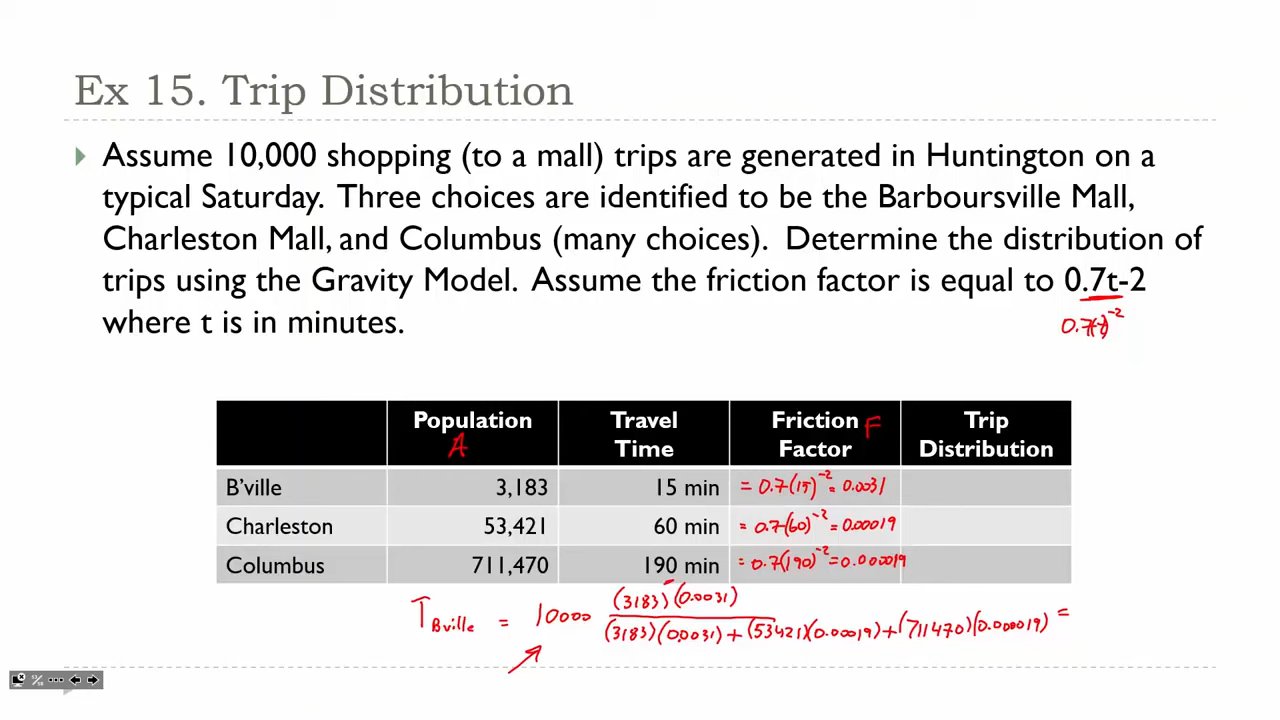 Ex 15. Trip Distribution
Assume 10,000 shopping (to a mall) trips are generated in Huntington on a
typical Saturday. Three choices are identified to be the Barboursville Mall,
Charleston Mall, and Columbus (many choices). Determine the distribution of
trips using the Gravity Model. Assume the friction factor is equal to 0.7t-2
where t is in minutes.
0.7(t)⁻²
Population A Travel Time Friction Factor F Trip Distribution
B’ville 3,183 15 min = 0.7(15)⁻² = 0.0031
Charleston 53,421 60 min = 0.7(60)⁻² = 0.00019
Columbus 711,470 190 min = 0.7(190)⁻² = 0.000019
(3183)(0.0031)
T Bville = 10000
(3183)(0.0031) + (53421)(0.00019) + (711470)(0.000019) =